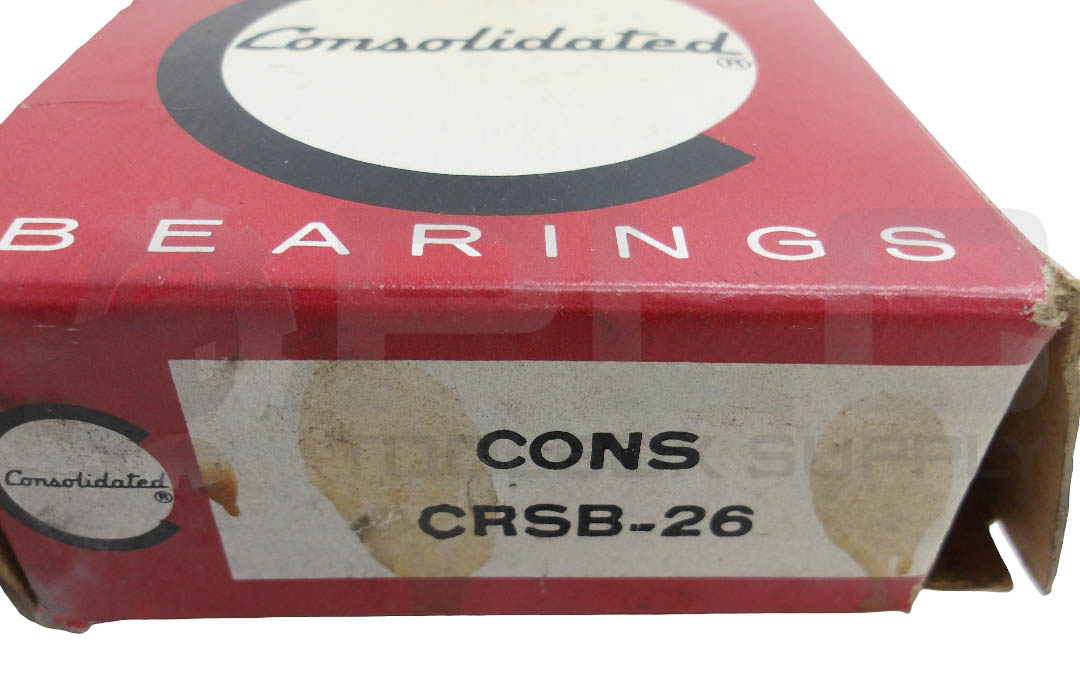 Consolidated®
BEARINGS
CONS
Consolidated®
CRSB-26